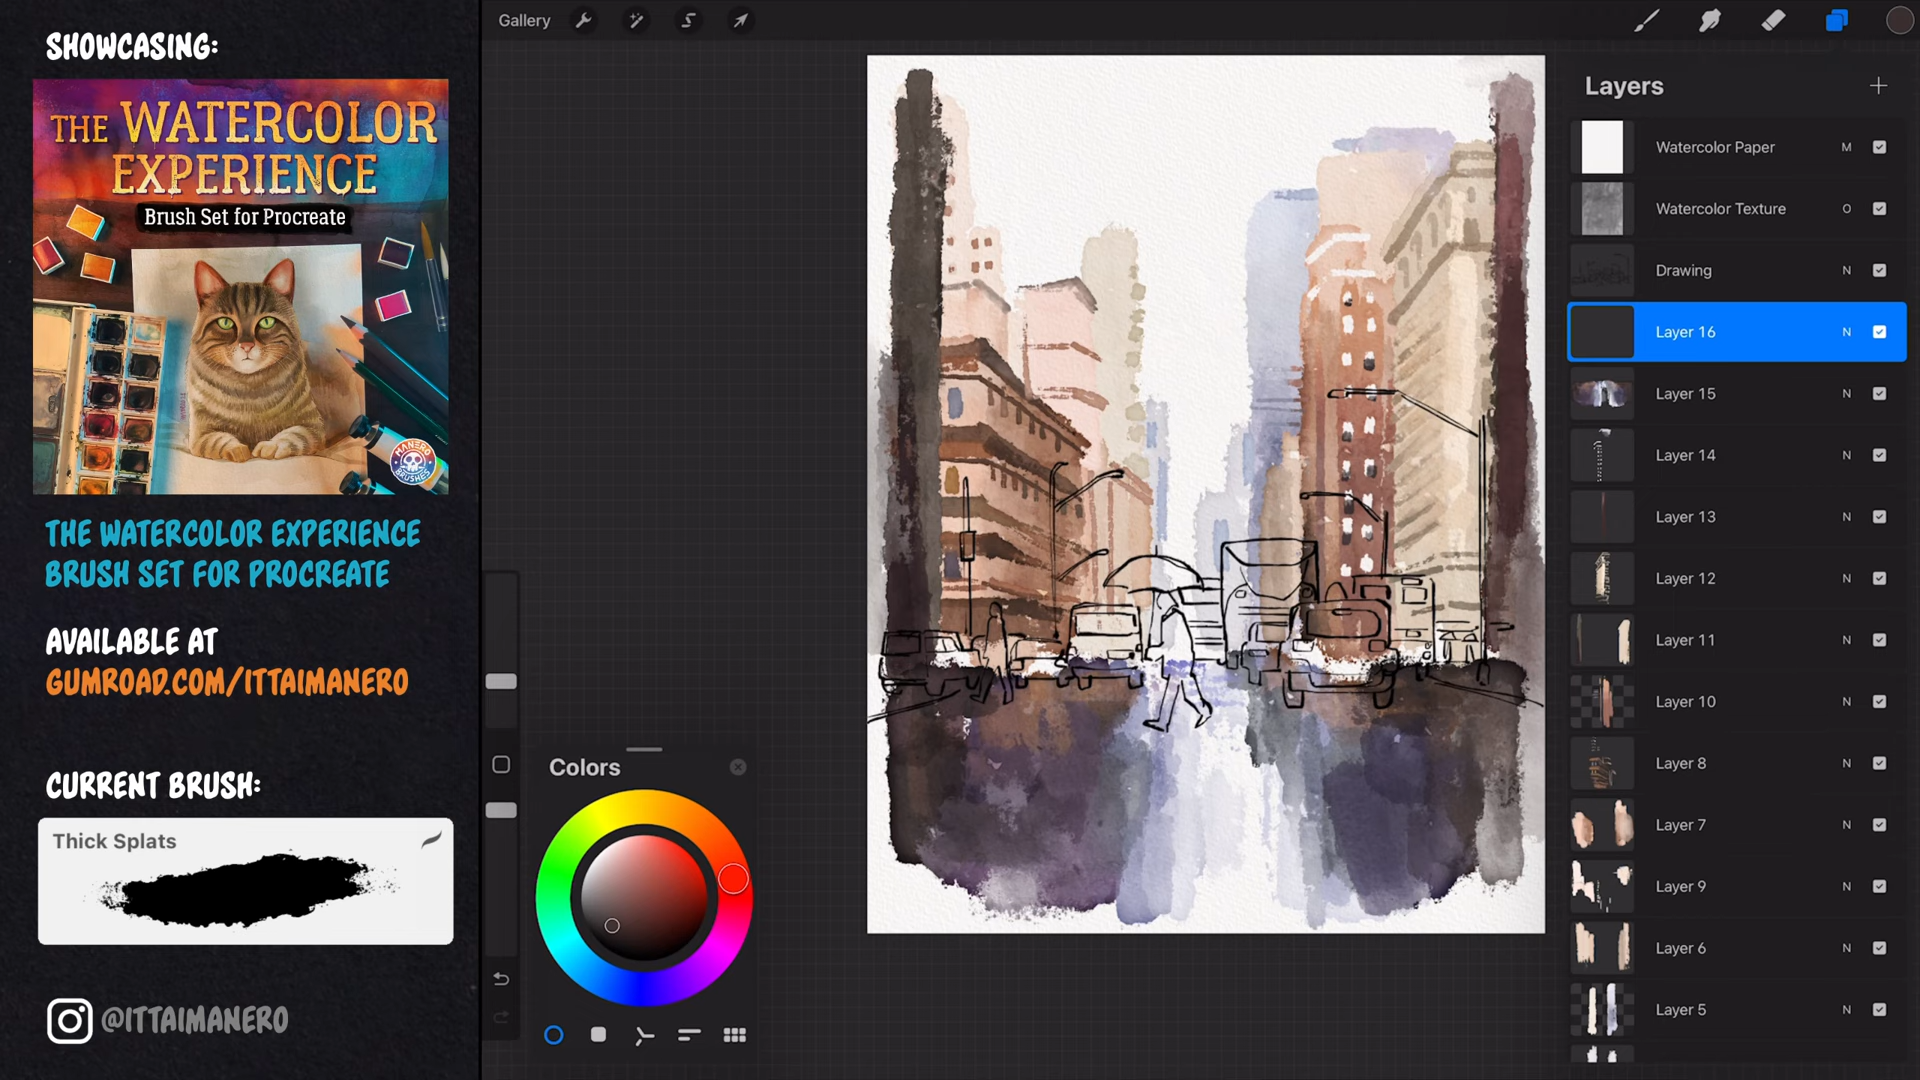 SHOWCASING:
THE WATERCOLOR
EXPERIENCE
Brush Set for Procreate
MANERO
BRUSHES
THE WATERCOLOR EXPERIENCE
BRUSH SET FOR PROCREATE
AVAILABLE AT
GUMROAD.COM/ITTAIMANERO
CURRENT BRUSH:
Thick Splats
@ITTAIMANERO
Gallery
Colors
Layers
Watercolor Paper M
Watercolor Texture O
Drawing N
Layer 16 N
Layer 15 N
Layer 14 N
Layer 13 N
Layer 12 N
Layer 11 N
Layer 10 N
Layer 8 N
Layer 7 N
Layer 9 N
Layer 6 N
Layer 5 N